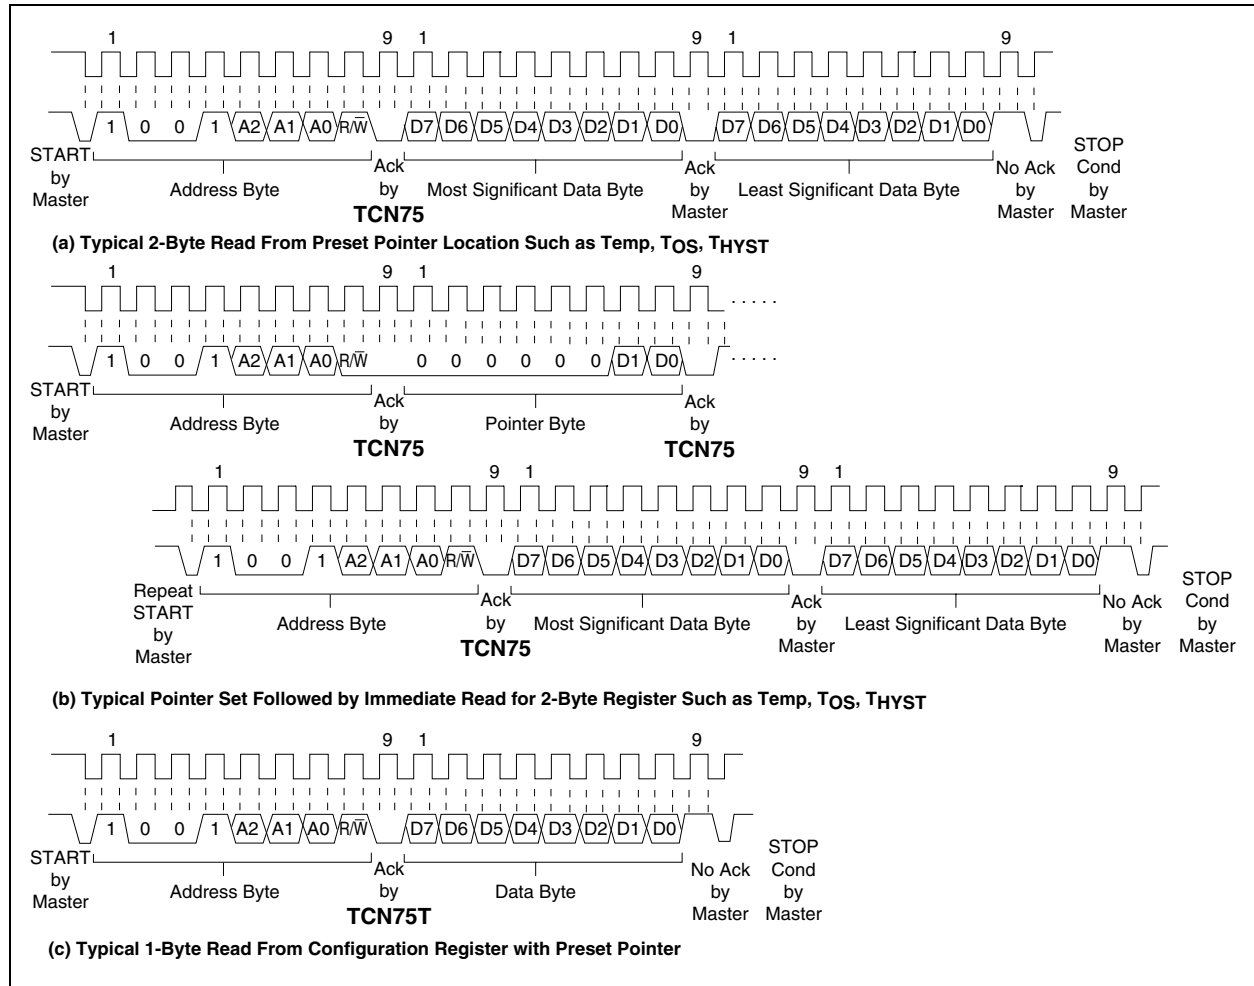 1 9 1 9 1 9
1 0 0 1 A2 A1 A0 R/W̅ D7 D6 D5 D4 D3 D2 D1 D0 D7 D6 D5 D4 D3 D2 D1 D0
START
by
Master
Address Byte
Ack
by
TCN75
Most Significant Data Byte
Ack
by
Master
Least Significant Data Byte
No Ack
by
Master
STOP
Cond
by
Master
(a) Typical 2-Byte Read From Preset Pointer Location Such as Temp, TOS, THYST
1 9 1 9
. . . . .
1 0 0 1 A2 A1 A0 R/W̅ 0 0 0 0 0 0 D1 D0
. . . . .
START
by
Master
Address Byte
Ack
by
TCN75
Pointer Byte
Ack
by
TCN75
1 9 1 9 1 9
1 0 0 1 A2 A1 A0 R/W̅ D7 D6 D5 D4 D3 D2 D1 D0 D7 D6 D5 D4 D3 D2 D1 D0
Repeat
START
by
Master
Address Byte
Ack
by
TCN75
Most Significant Data Byte
Ack
by
Master
Least Significant Data Byte
No Ack
by
Master
STOP
Cond
by
Master
(b) Typical Pointer Set Followed by Immediate Read for 2-Byte Register Such as Temp, TOS, THYST
1 9 1 9
1 0 0 1 A2 A1 A0 R/W̅ D7 D6 D5 D4 D3 D2 D1 D0
START
by
Master
Address Byte
Ack
by
TCN75T
Data Byte
No Ack
by
Master
STOP
Cond
by
Master
(c) Typical 1-Byte Read From Configuration Register with Preset Pointer